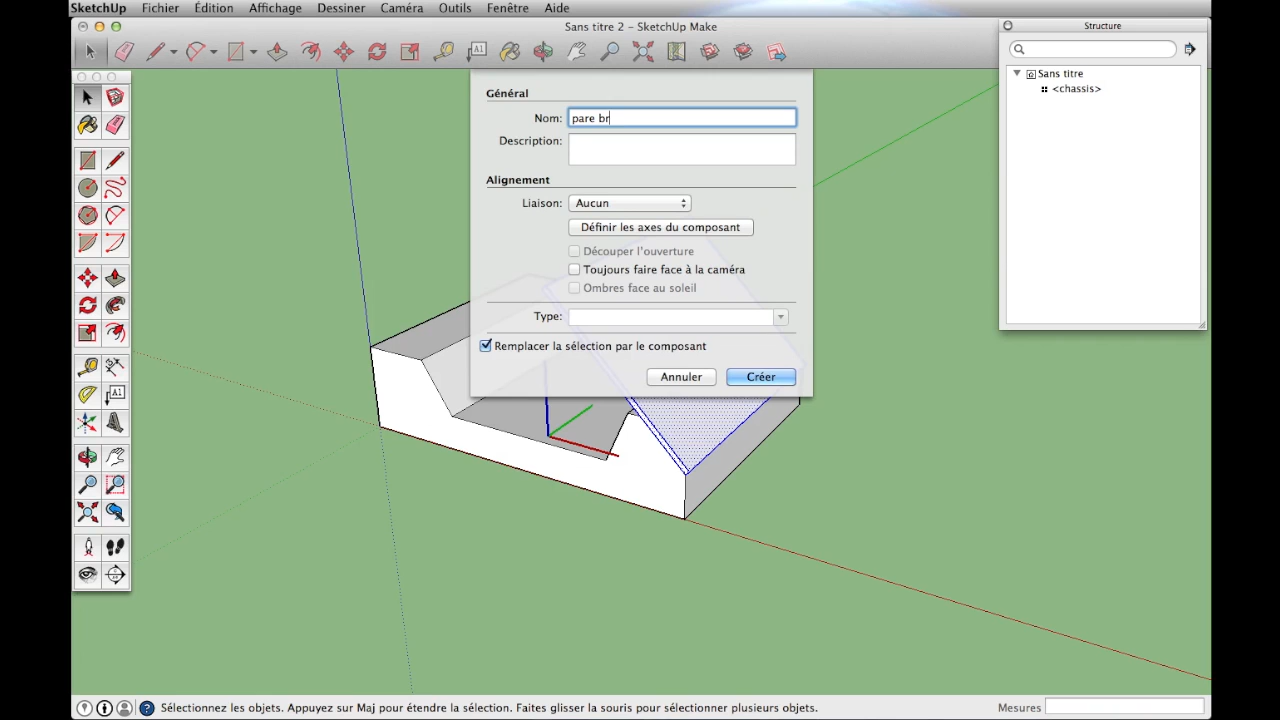 SketchUp Fichier Édition Affichage Dessiner Caméra Outils Fenêtre Aide
Sans titre 2 – SketchUp Make
Structure
A1
Sans titre
<chassis>
Général
Nom: pare br
Description:
Alignement
Liaison: Aucun
Définir les axes du composant
Découper l'ouverture
Toujours faire face à la caméra
Ombres face au soleil
Type:
Remplacer la sélection par le composant
Annuler Créer
A1
Sélectionnez les objets. Appuyez sur Maj pour étendre la sélection. Faites glisser la souris pour sélectionner plusieurs objets. Mesures